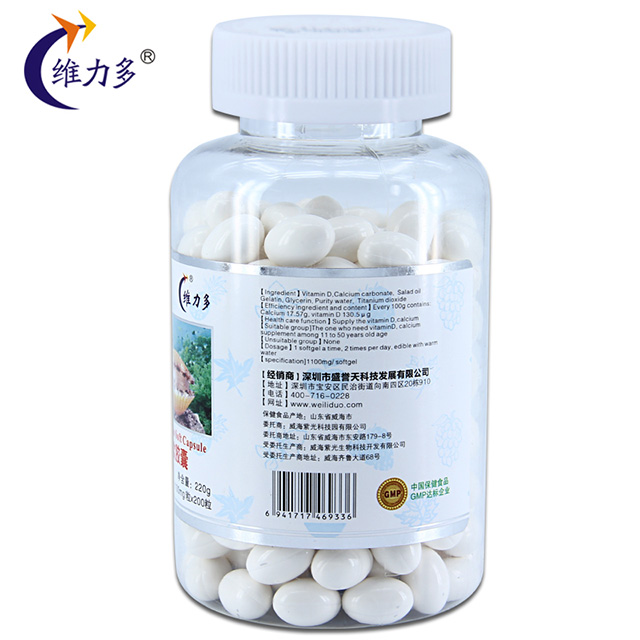 维力多®
®
维力多
【Ingredient】Vitamin D,Calcium carbonate, Salad oil
Gelatin, Glycerin, Purity water, Titanium dioxide
【Efficiency ingredient and content】Every 100g contains:
Calcium 17.57g, vitamin D 130.5μg
【Health care function】Supply the vitamin D,calcium
【Suitable group】The one who need vitaminD, calcium
supplement among 11 to 50 years old age
【Unsuitable group】None
【Dosage】1 softgel a time, 2 times per day, edible with warm
water
【specification】1100mg/ softgel
【经销商】深圳市盛誉天科技发展有限公司
【地址】深圳市宝安区民治街道向南四区20栋910
【电话】400-716-0228
【网址】www.weiliduo.com
保健食品产地：山东省威海市
委托商：威海紫光科技园有限公司
委托商地址：山东省威海市东安路179-8号
受委托生产商：威海紫光生物科技开发有限公司
受委托生产商地址：威海齐鲁大道68号
Capsule
胶囊
净含量：220g
mg/粒x200粒
6 941717 469336
GMP
中国保健食品
GMP达标企业